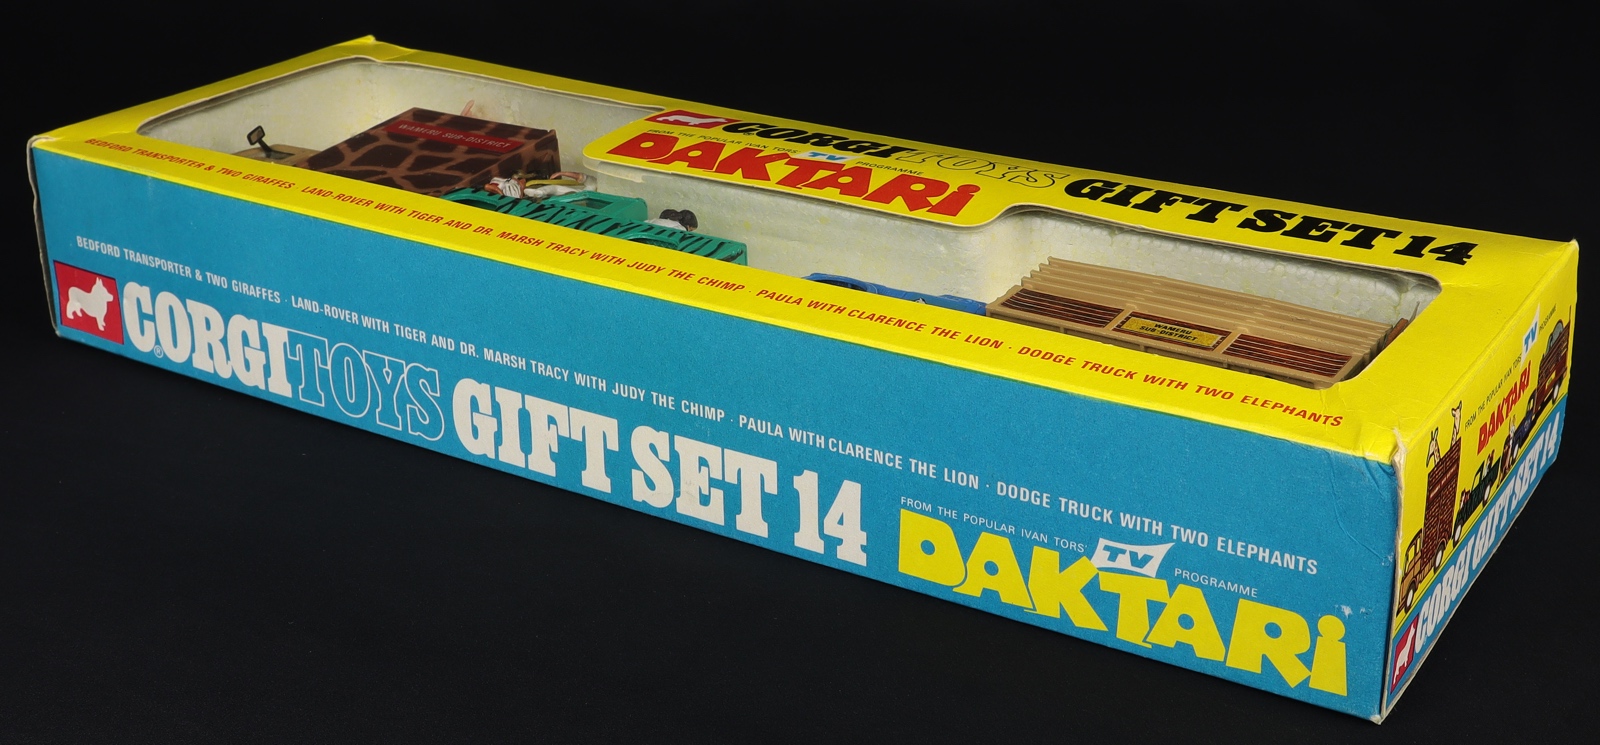 CORGI TOYS GIFT SET 14
FROM THE POPULAR IVAN TORS' TV PROGRAMME
DAKTARI
WAMERU SUB-DISTRICT
WAMERU
SUB-DISTRICT
BEDFORD TRANSPORTER & TWO GIRAFFES · LAND-ROVER WITH TIGER AND DR. MARSH TRACY WITH JUDY THE CHIMP · PAULA WITH CLARENCE THE LION · DODGE TRUCK WITH TWO ELEPHANTS
BEDFORD TRANSPORTER & TWO GIRAFFES · LAND-ROVER WITH TIGER AND DR. MARSH TRACY WITH JUDY THE CHIMP · PAULA WITH CLARENCE THE LION · DODGE TRUCK WITH TWO ELEPHANTS
®CORGI TOYS GIFT SET 14
FROM THE POPULAR IVAN TORS' TV PROGRAMME
DAKTARI
FROM THE POPULAR IVAN TORS' TV PROGRAMME
DAKTARI
CORGI GIFT SET 14